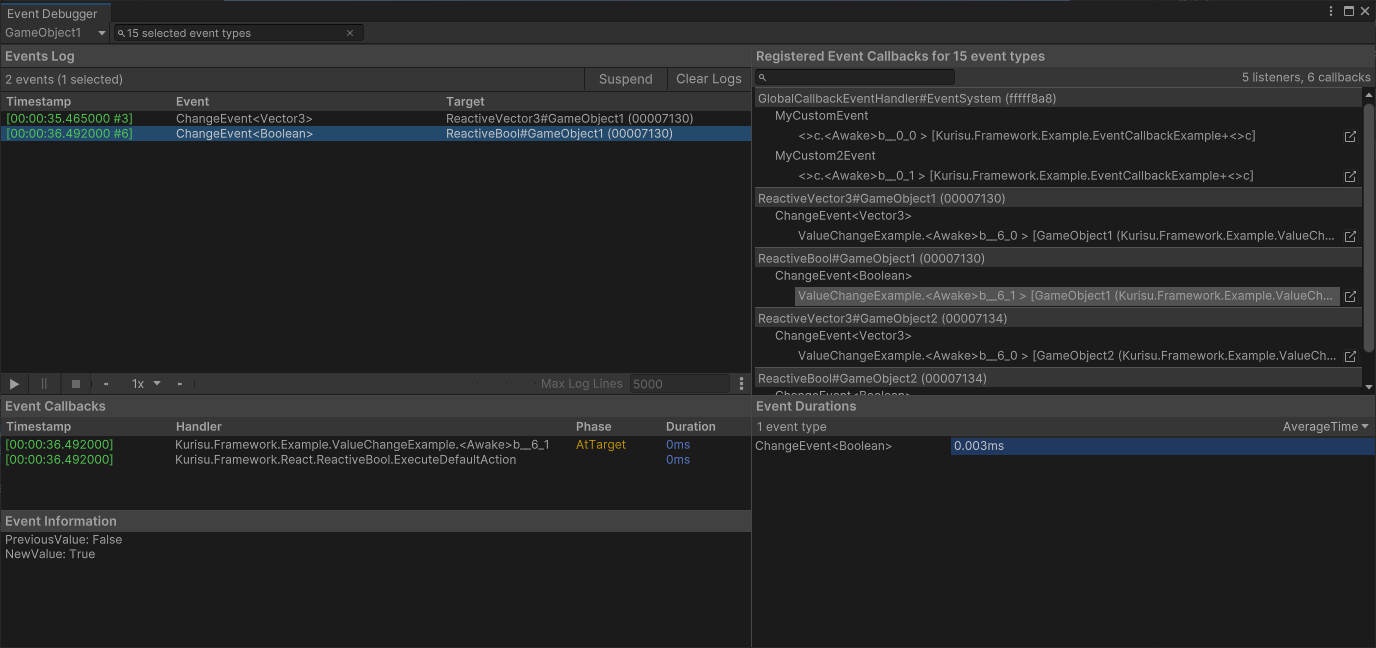 Event Debugger
GameObject1
15 selected event types
Events Log
2 events (1 selected)
Suspend
Clear Logs
Timestamp Event Target
[00:00:35.465000 #3] ChangeEvent<Vector3> ReactiveVector3#GameObject1 (00007130)
[00:00:36.492000 #6] ChangeEvent<Boolean> ReactiveBool#GameObject1 (00007130)
1x
Max Log Lines 5000
Event Callbacks
Timestamp Handler Phase Duration
[00:00:36.492000] Kurisu.Framework.Example.ValueChangeExample.<Awake>b__6_1 AtTarget 0ms
[00:00:36.492000] Kurisu.Framework.React.ReactiveBool.ExecuteDefaultAction 0ms
Event Information
PreviousValue: False
NewValue: True
Registered Event Callbacks for 15 event types
5 listeners, 6 callbacks
GlobalCallbackEventHandler#EventSystem (fffff8a8)
MyCustomEvent
<>c.<Awake>b__0_0 > [Kurisu.Framework.Example.EventCallbackExample+<>c]
MyCustom2Event
<>c.<Awake>b__0_1 > [Kurisu.Framework.Example.EventCallbackExample+<>c]
ReactiveVector3#GameObject1 (00007130)
ChangeEvent<Vector3>
ValueChangeExample.<Awake>b__6_0 > [GameObject1 (Kurisu.Framework.Example.ValueCh...
ReactiveBool#GameObject1 (00007130)
ChangeEvent<Boolean>
ValueChangeExample.<Awake>b__6_1 > [GameObject1 (Kurisu.Framework.Example.ValueCh...
ReactiveVector3#GameObject2 (00007134)
ChangeEvent<Vector3>
ValueChangeExample.<Awake>b__6_0 > [GameObject2 (Kurisu.Framework.Example.ValueCh...
ReactiveBool#GameObject2 (00007134)
ChangeEvent<Boolean>
Event Durations
1 event type
AverageTime
ChangeEvent<Boolean> 0.003ms